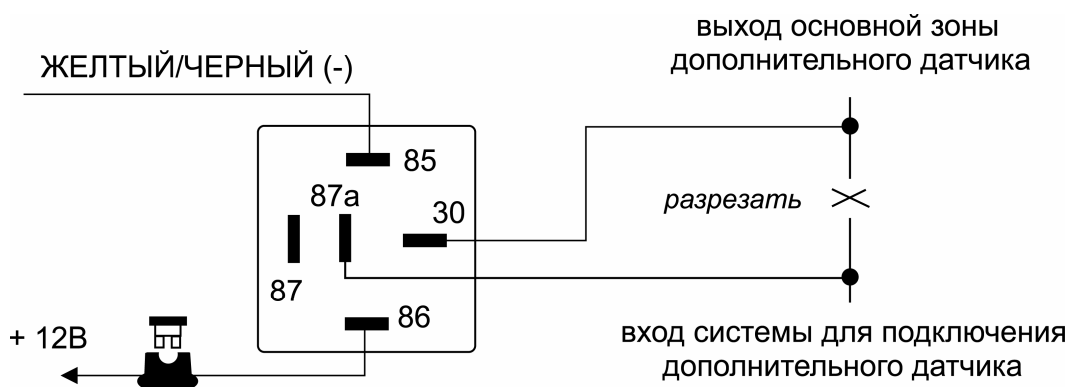 выход основной зоны
дополнительного датчика
ЖЕЛТЫЙ/ЧЕРНЫЙ (-)
85
87а
30
разрезать
87
86
+ 12В
вход системы для подключения
дополнительного датчика